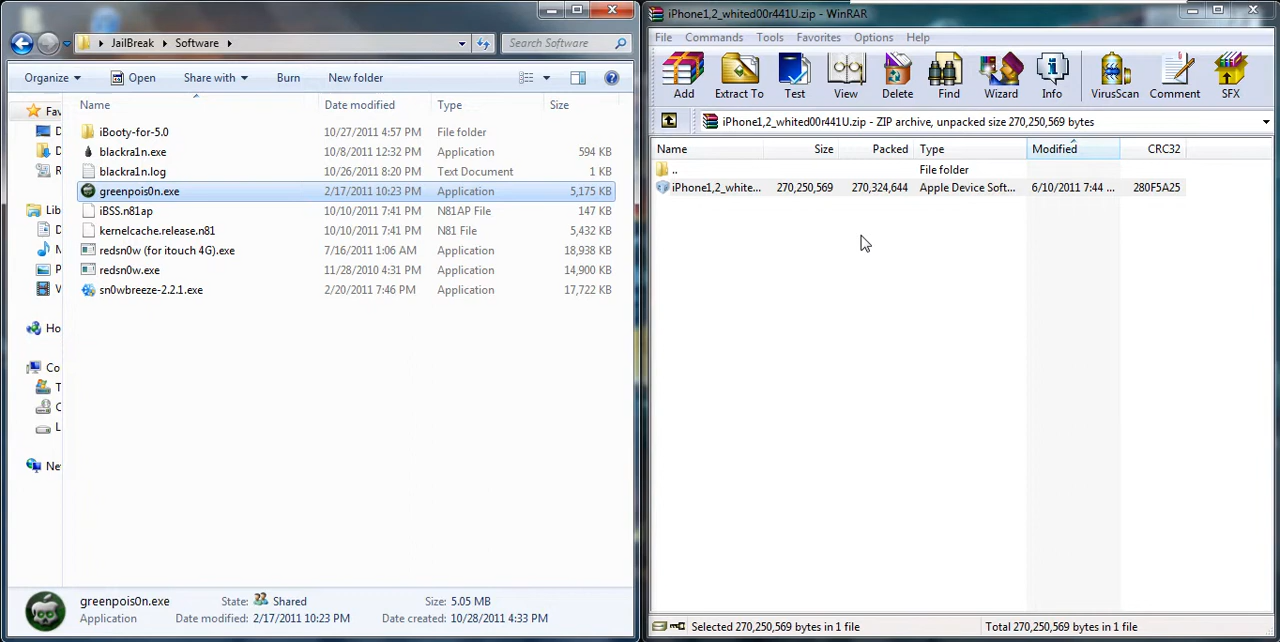 JailBreak Software Search Software
Organize Open Share with Burn New folder
Name Date modified Type Size
Fav
D
D
R
Lib
D
M
P
V
Ho
Co
T
C
L
Ne
iBooty-for-5.0 10/27/2011 4:57 PM File folder
blackra1n.exe 10/8/2011 12:32 PM Application 594 KB
blackra1n.log 10/26/2011 8:20 PM Text Document 1 KB
greenpois0n.exe 2/17/2011 10:23 PM Application 5,175 KB
iBSS.n81ap 10/10/2011 7:41 PM N81AP File 147 KB
kernelcache.release.n81 10/10/2011 7:41 PM N81 File 5,432 KB
redsn0w (for itouch 4G).exe 7/16/2011 1:06 AM Application 18,938 KB
redsn0w.exe 11/28/2010 4:31 PM Application 14,900 KB
sn0wbreeze-2.2.1.exe 2/20/2011 7:46 PM Application 17,722 KB
greenpois0n.exe State: Shared Size: 5.05 MB
Application Date modified: 2/17/2011 10:23 PM Date created: 10/28/2011 4:33 PM
iPhone1,2_whited00r441U.zip - WinRAR
File Commands Tools Favorites Options Help
Add Extract To Test View Delete Find Wizard Info VirusScan Comment SFX
iPhone1,2_whited00r441U.zip - ZIP archive, unpacked size 270,250,569 bytes
Name Size Packed Type Modified CRC32
.. File folder
iPhone1,2_white... 270,250,569 270,324,644 Apple Device Soft... 6/10/2011 7:44 ... 280F5A25
Selected 270,250,569 bytes in 1 file Total 270,250,569 bytes in 1 file